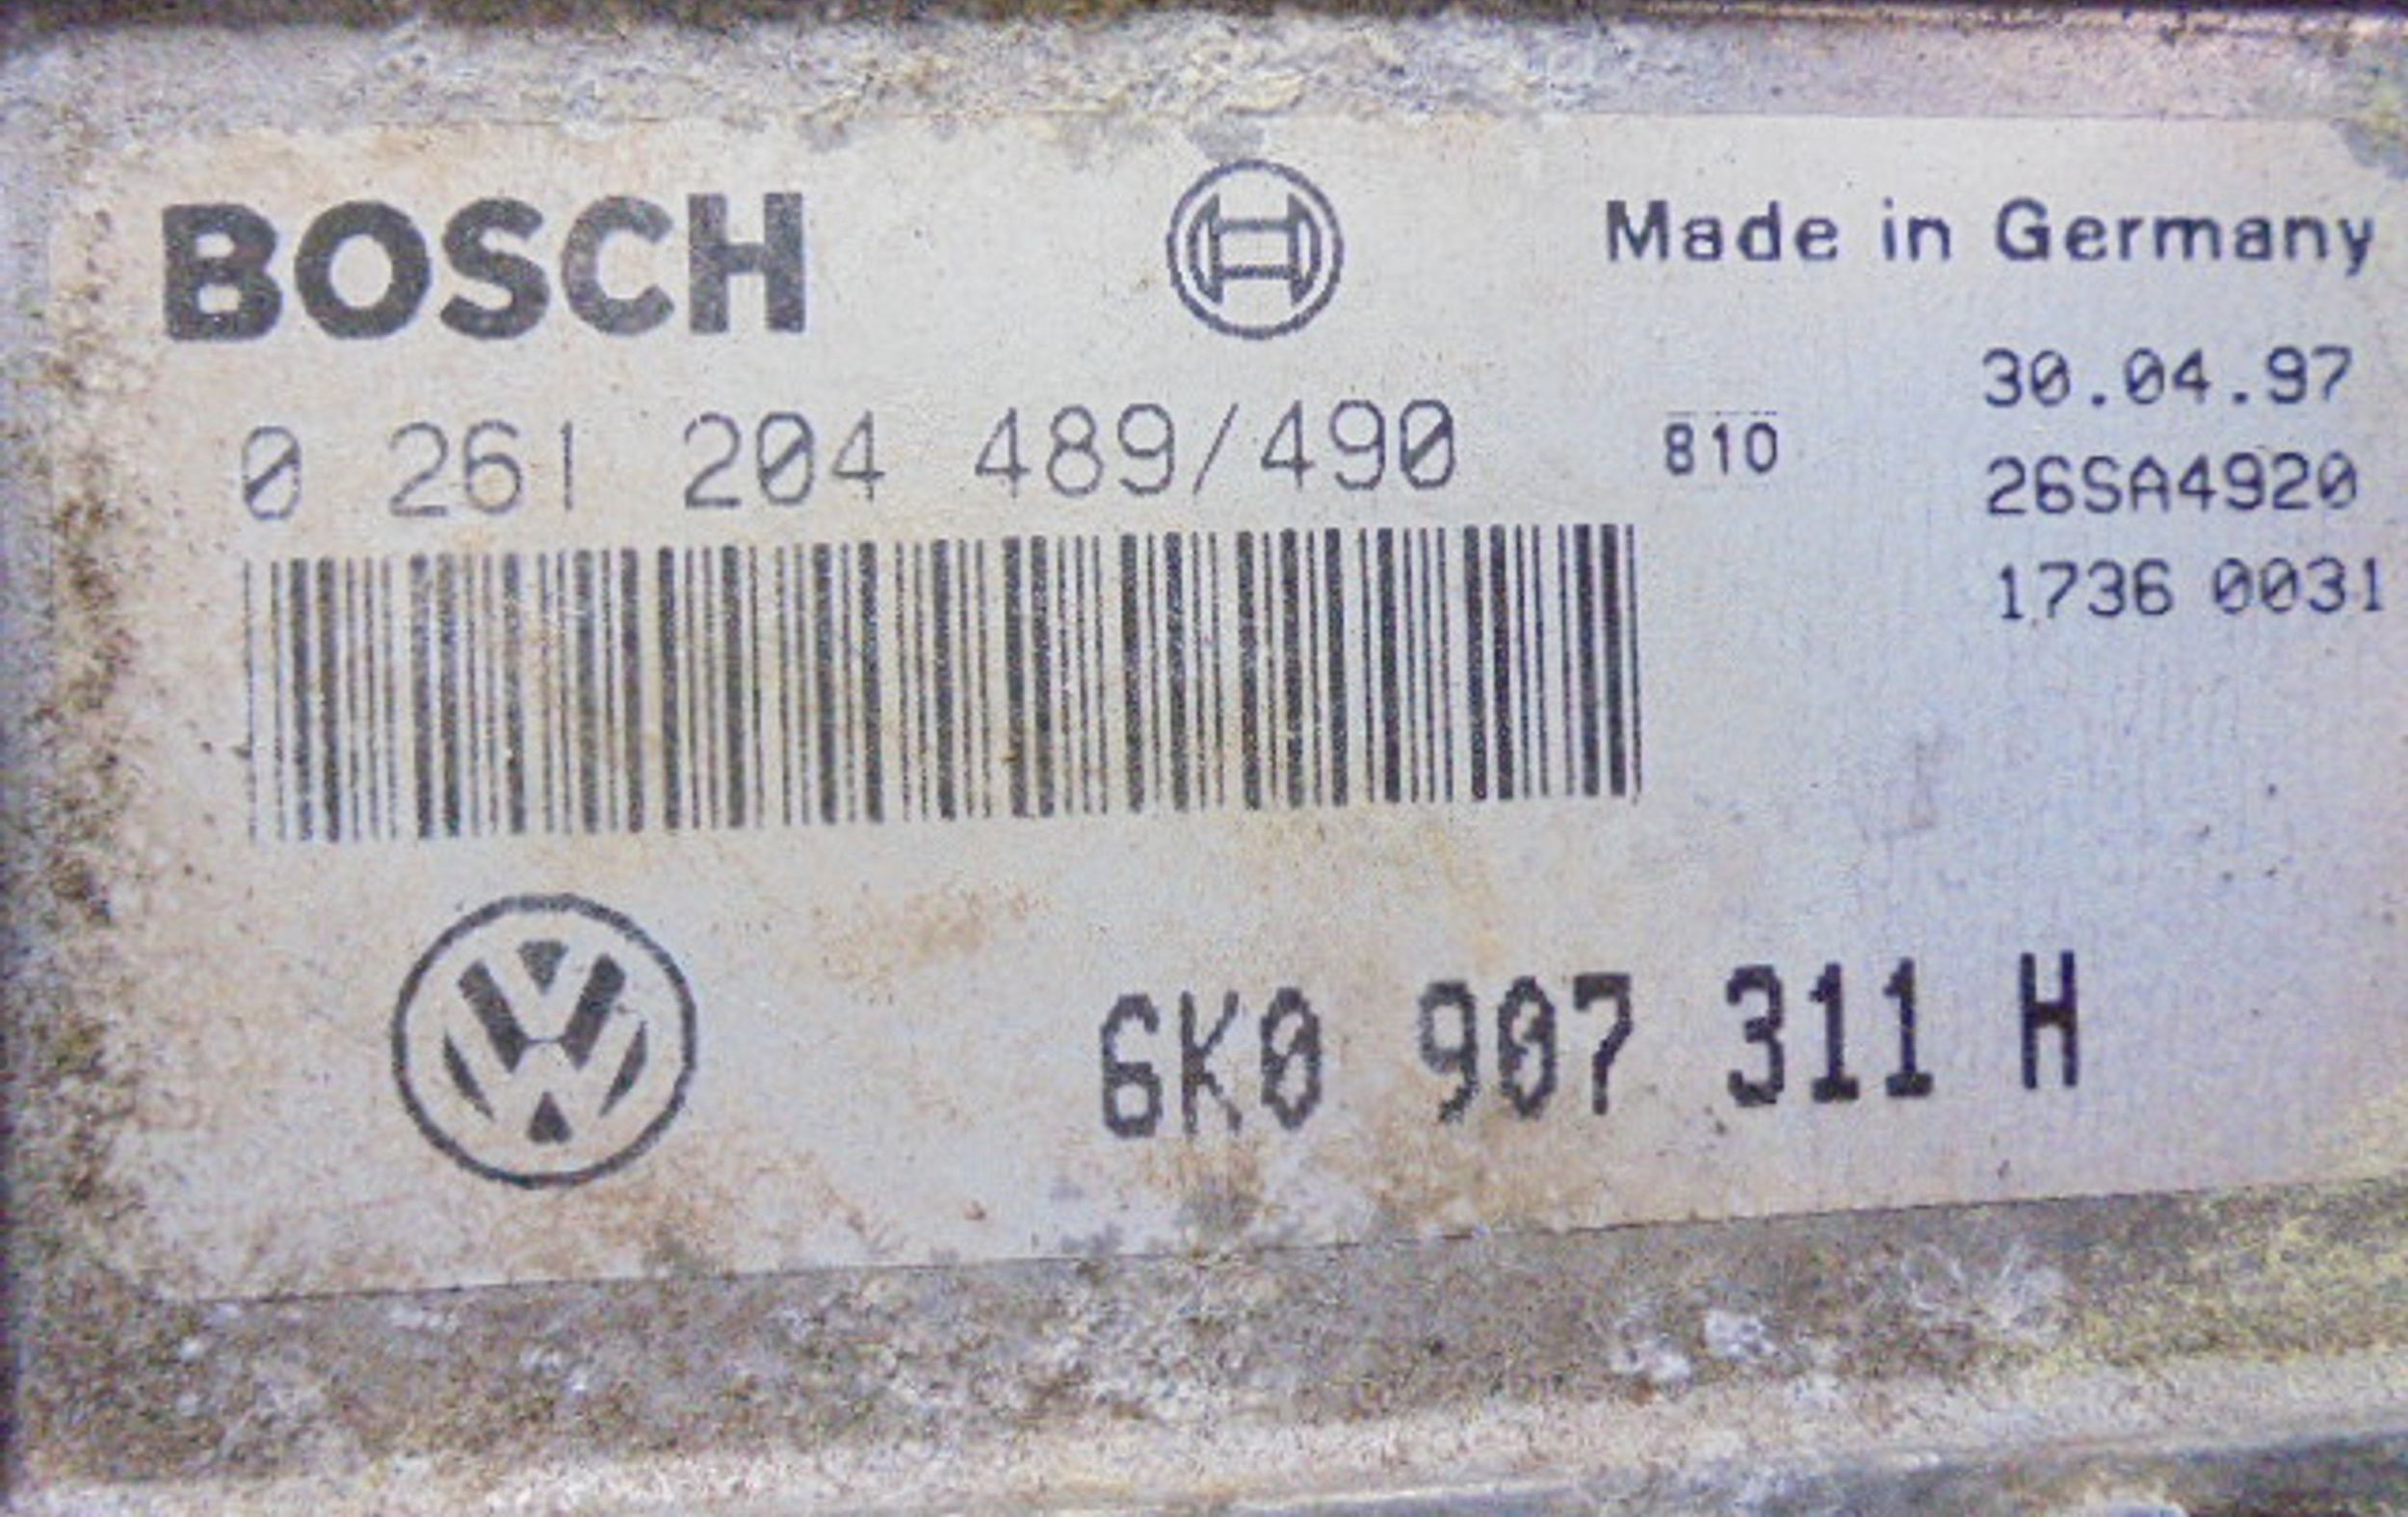 BOSCH
Made in Germany
30.04.97
0 261 204 489/490
810
26SA4920
1736 0031
6K0 907 311 H